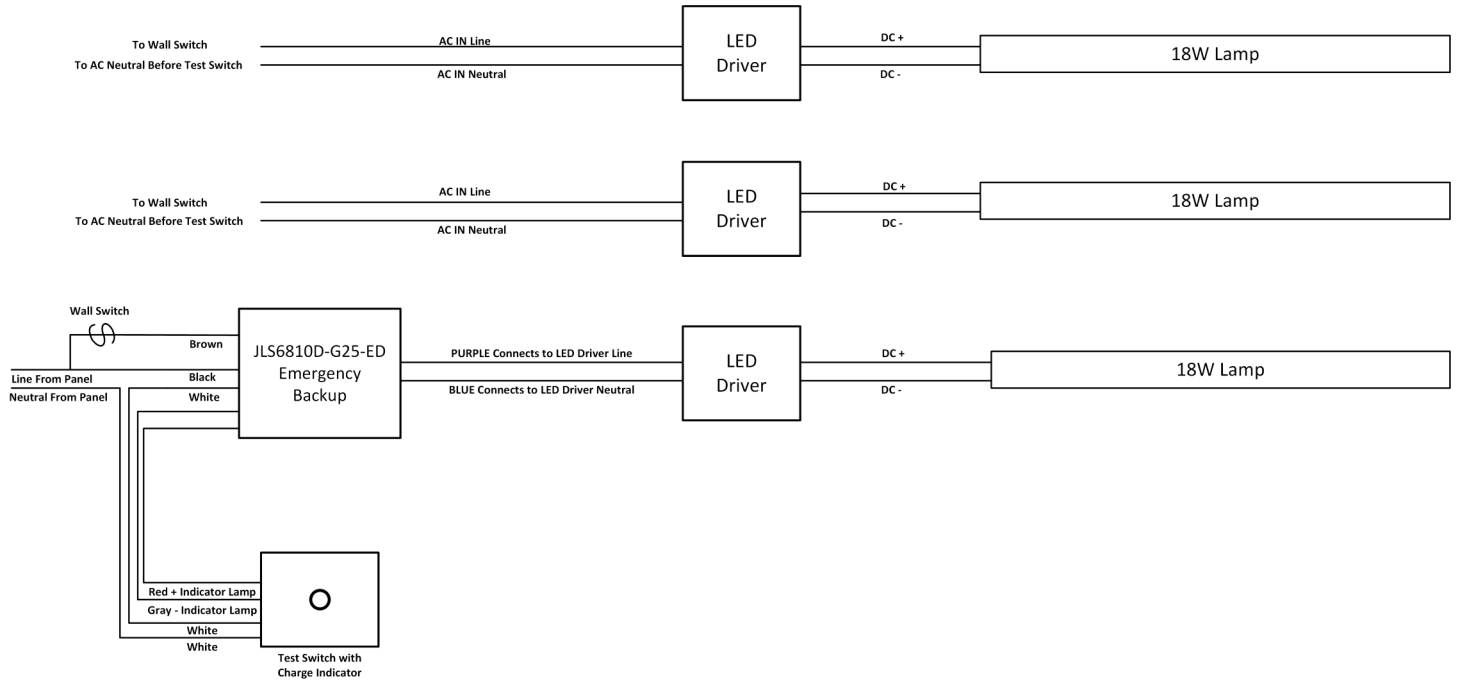 To Wall Switch
To AC Neutral Before Test Switch
AC IN Line
AC IN Neutral
LED
Driver
DC +
DC -
18W Lamp
To Wall Switch
To AC Neutral Before Test Switch
AC IN Line
AC IN Neutral
LED
Driver
DC +
DC -
18W Lamp
Wall Switch
Brown
Line From Panel
Black
Neutral From Panel
White
JLS6810D-G25-ED
Emergency
Backup
PURPLE Connects to LED Driver Line
BLUE Connects to LED Driver Neutral
LED
Driver
DC +
DC -
18W Lamp
Red + Indicator Lamp
Gray - Indicator Lamp
White
White
Test Switch with
Charge Indicator